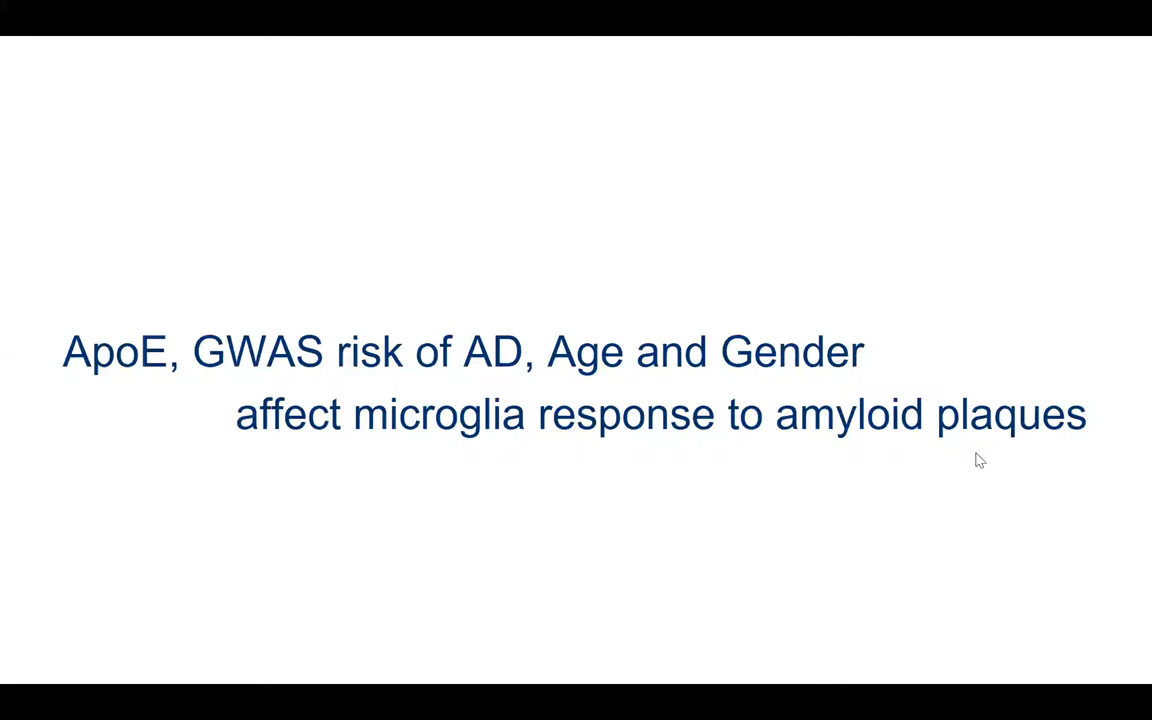 ApoE, GWAS risk of AD, Age and Gender
affect microglia response to amyloid plaques